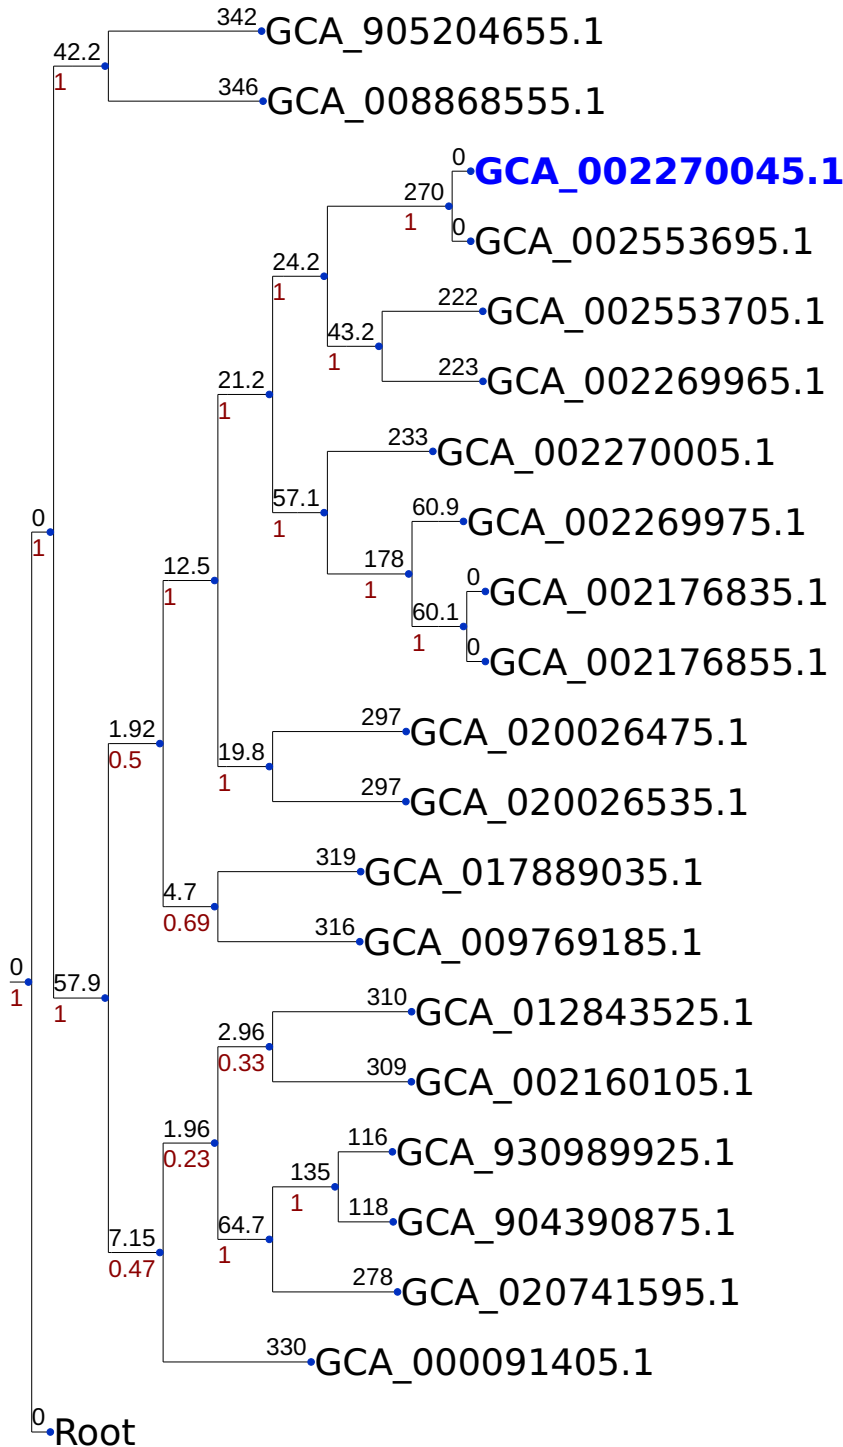 342
GCA_905204655.1
42.2
1
346
GCA_008868555.1
0
GCA_002270045.1
270
1
0
GCA_002553695.1
24.2
1
222
GCA_002553705.1
43.2
1
223
GCA_002269965.1
21.2
1
233
GCA_002270005.1
57.1
1
60.9
GCA_002269975.1
0
1
178
1
12.5
1
0
GCA_002176835.1
60.1
1
0
GCA_002176855.1
297
GCA_020026475.1
1.92
0.5
19.8
1
297
GCA_020026535.1
319
GCA_017889035.1
4.7
0.69
316
GCA_009769185.1
0
1
57.9
1
310
GCA_012843525.1
2.96
0.33
309
GCA_002160105.1
1.96
0.23
116
GCA_930989925.1
135
1
118
GCA_904390875.1
64.7
1
7.15
0.47
278
GCA_020741595.1
330
GCA_000091405.1
0
Root